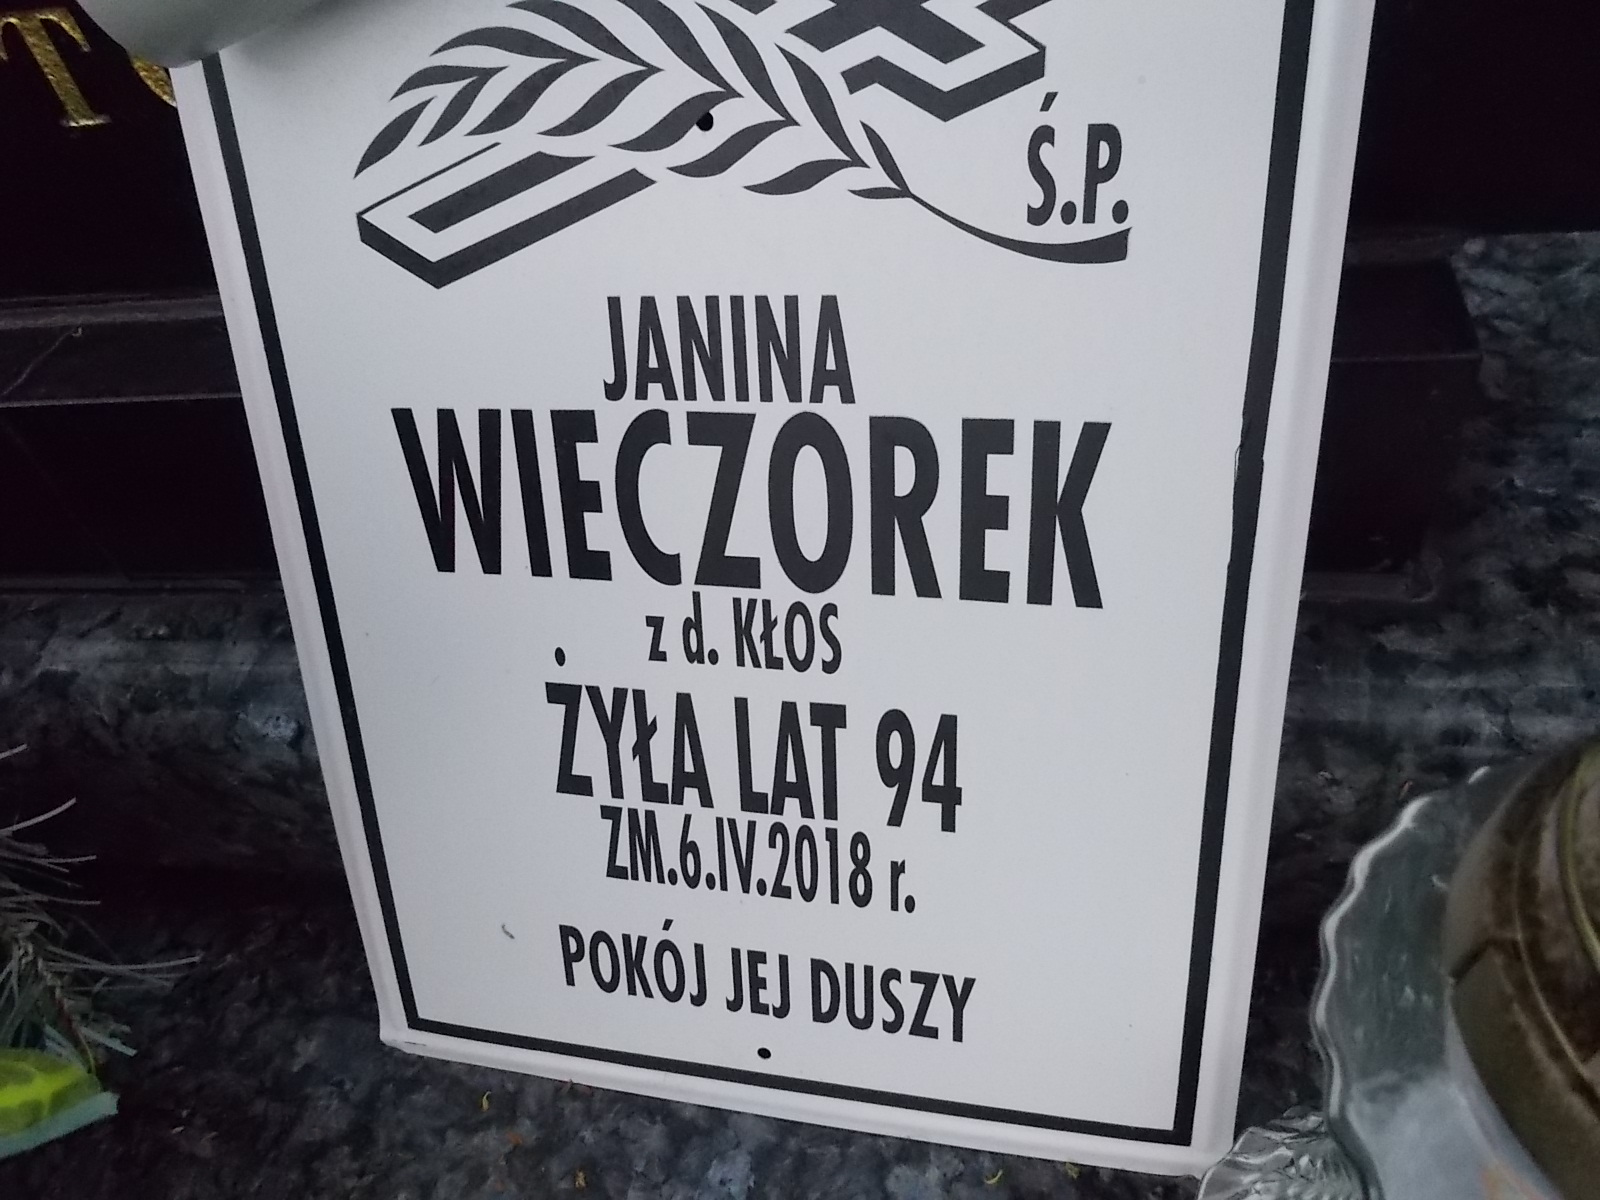 Ś.P.
JANINA
WIECZOREK
z d. KŁOS
ŻYŁA LAT 94
ZM.6.IV.2018 r.
POKÓJ JEJ DUSZY